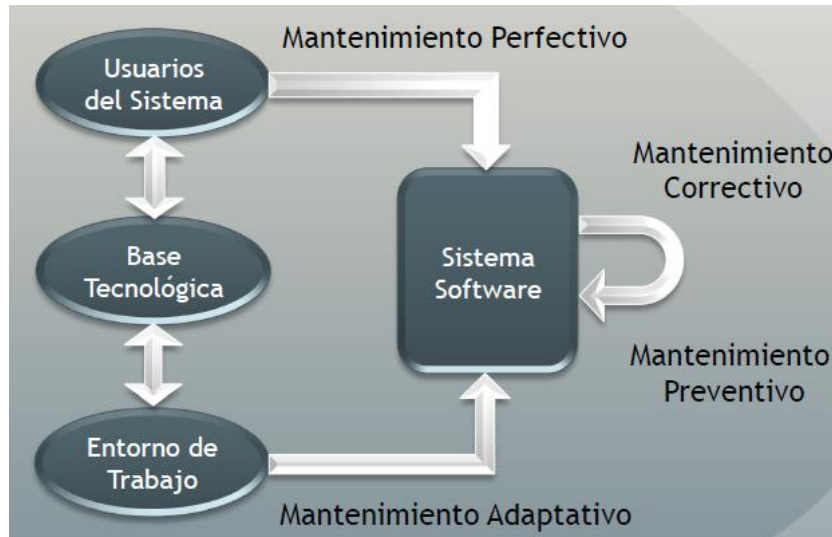 Mantenimiento Perfectivo
Usuarios
del Sistema
Mantenimiento
Correctivo
Base
Tecnológica
Sistema
Software
Mantenimiento
Preventivo
Entorno de
Trabajo
Mantenimiento Adaptativo